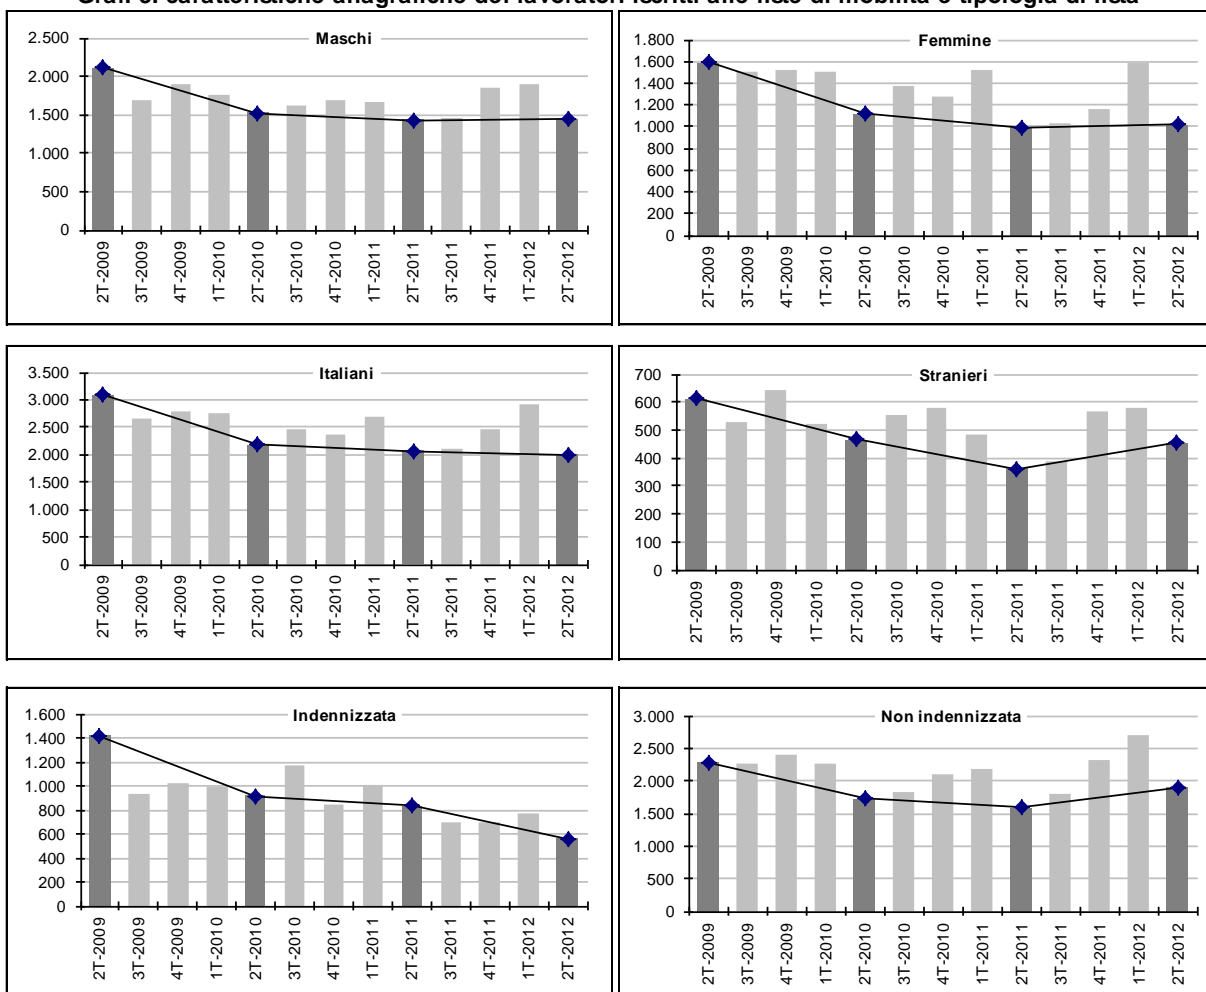 Grafici: caratteristiche anagrafiche dei lavoratori iscritti alle liste di mobilità e tipologia di lista
Maschi
2.500
2.000
1.500
1.000
500
0
2T-2009
3T-2009
4T-2009
1T-2010
2T-2010
3T-2010
4T-2010
1T-2011
2T-2011
3T-2011
4T-2011
1T-2012
2T-2012
Femmine
1.800
1.600
1.400
1.200
1.000
800
600
400
200
0
2T-2009
3T-2009
4T-2009
1T-2010
2T-2010
3T-2010
4T-2010
1T-2011
2T-2011
3T-2011
4T-2011
1T-2012
2T-2012
Italiani
3.500
3.000
2.500
2.000
1.500
1.000
500
0
2T-2009
3T-2009
4T-2009
1T-2010
2T-2010
3T-2010
4T-2010
1T-2011
2T-2011
3T-2011
4T-2011
1T-2012
2T-2012
Stranieri
700
600
500
400
300
200
100
0
2T-2009
3T-2009
4T-2009
1T-2010
2T-2010
3T-2010
4T-2010
1T-2011
2T-2011
3T-2011
4T-2011
1T-2012
2T-2012
Indennizzata
1.600
1.400
1.200
1.000
800
600
400
200
0
2T-2009
3T-2009
4T-2009
1T-2010
2T-2010
3T-2010
4T-2010
1T-2011
2T-2011
3T-2011
4T-2011
1T-2012
2T-2012
Non indennizzata
3.000
2.500
2.000
1.500
1.000
500
0
2T-2009
3T-2009
4T-2009
1T-2010
2T-2010
3T-2010
4T-2010
1T-2011
2T-2011
3T-2011
4T-2011
1T-2012
2T-2012